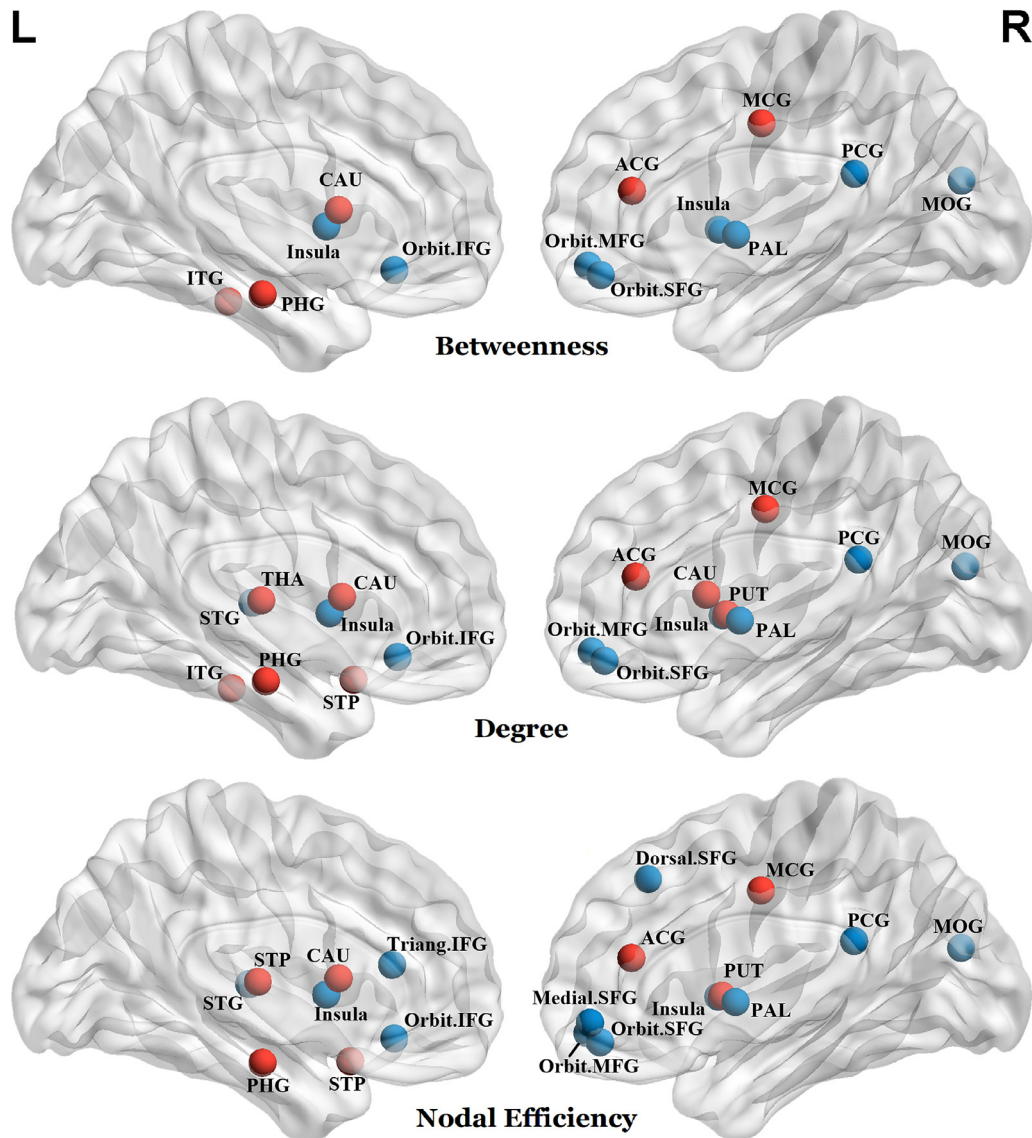 L
R
CAU
Insula
Orbit.IFG
ITG
PHG
MCG
ACG
PCG
Insula
MOG
Orbit.MFG
PAL
Orbit.SFG
Betweenness
THA
CAU
STG
Insula
Orbit.IFG
PHG
ITG
STP
MCG
ACG
PCG
MOG
CAU
PUT
Insula
Orbit.MFG
PAL
Orbit.SFG
Degree
Triang.IFG
STP
CAU
STG
Insula
Orbit.IFG
PHG
STP
Dorsal.SFG
MCG
ACG
PCG
MOG
PUT
Medial.SFG
Insula
PAL
Orbit.SFG
Orbit.MFG
Nodal Efficiency